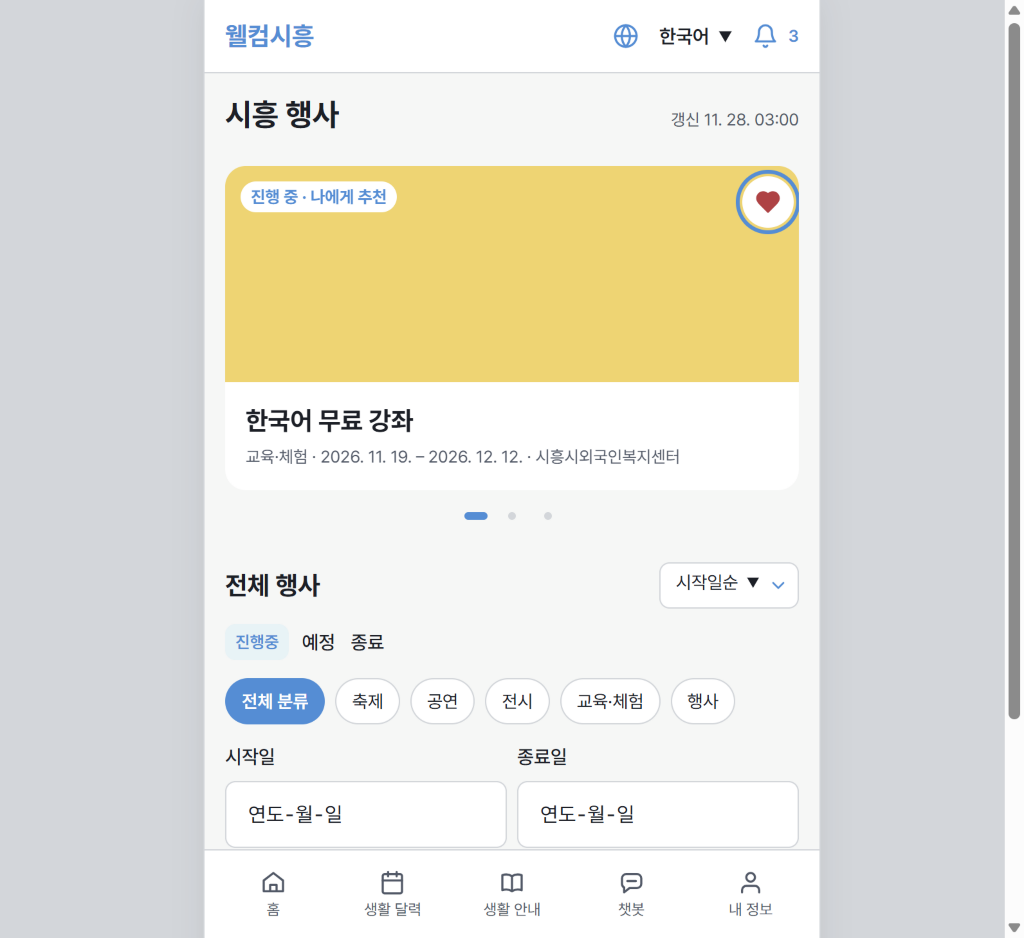 웰컴시흥
한국어 ▼
3
시흥 행사
갱신 11. 28. 03:00
진행 중 · 나에게 추천
한국어 무료 강좌
교육·체험 · 2026. 11. 19. – 2026. 12. 12. · 시흥시외국인복지센터
전체 행사
시작일순 ▼
진행중 예정 종료
전체 분류 축제 공연 전시 교육·체험 행사
시작일 종료일
연도-월-일 연도-월-일
홈 생활 달력 생활 안내 챗봇 내 정보